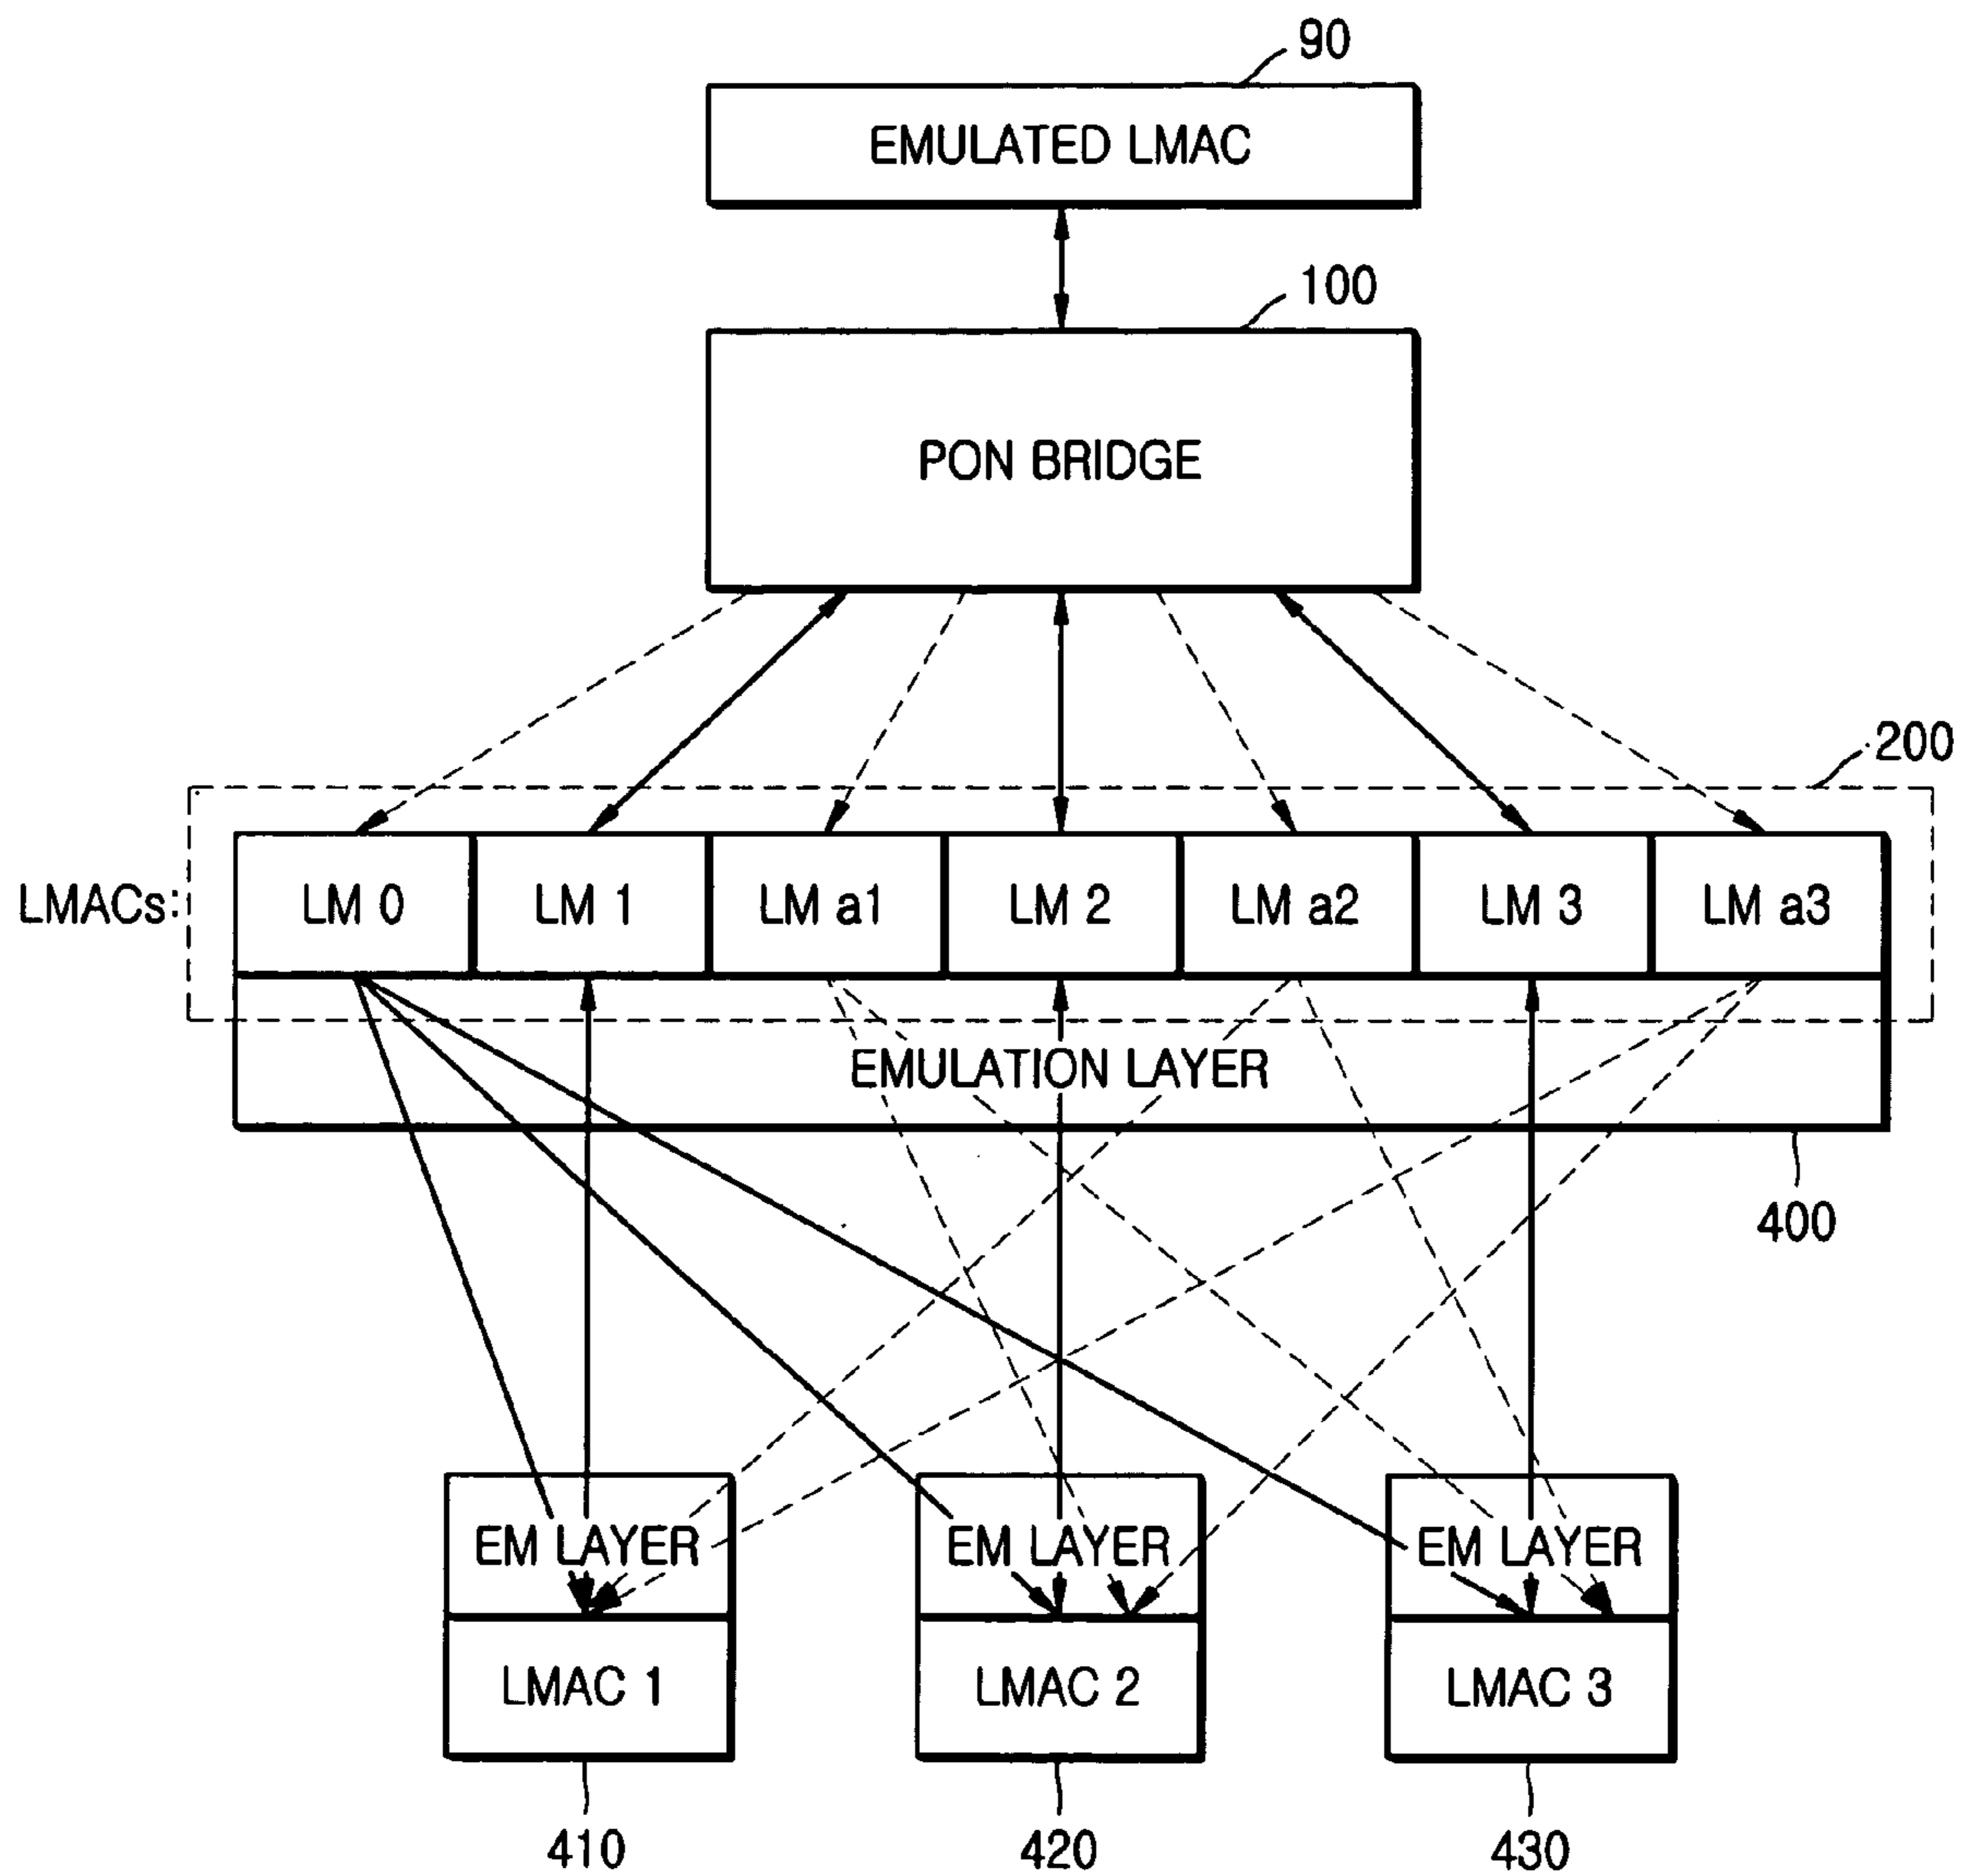 90
EMULATED LMAC
100
PON BRIDGE
200
LMACs:
LM 0
LM 1
LM a1
LM 2
LM a2
LM 3
LM a3
EMULATION LAYER
400
EM LAYER
EM LAYER
EM LAYER
LMAC 1
LMAC 2
LMAC 3
410
420
430